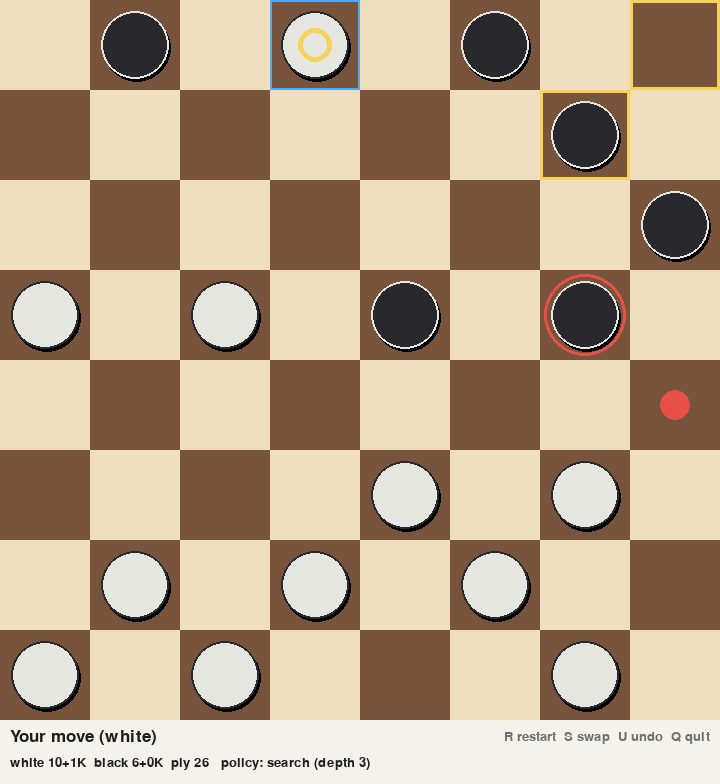 Your move (white)
R restart  S swap  U undo  Q quit
white 10+1K  black 6+0K  ply 26   policy: search (depth 3)